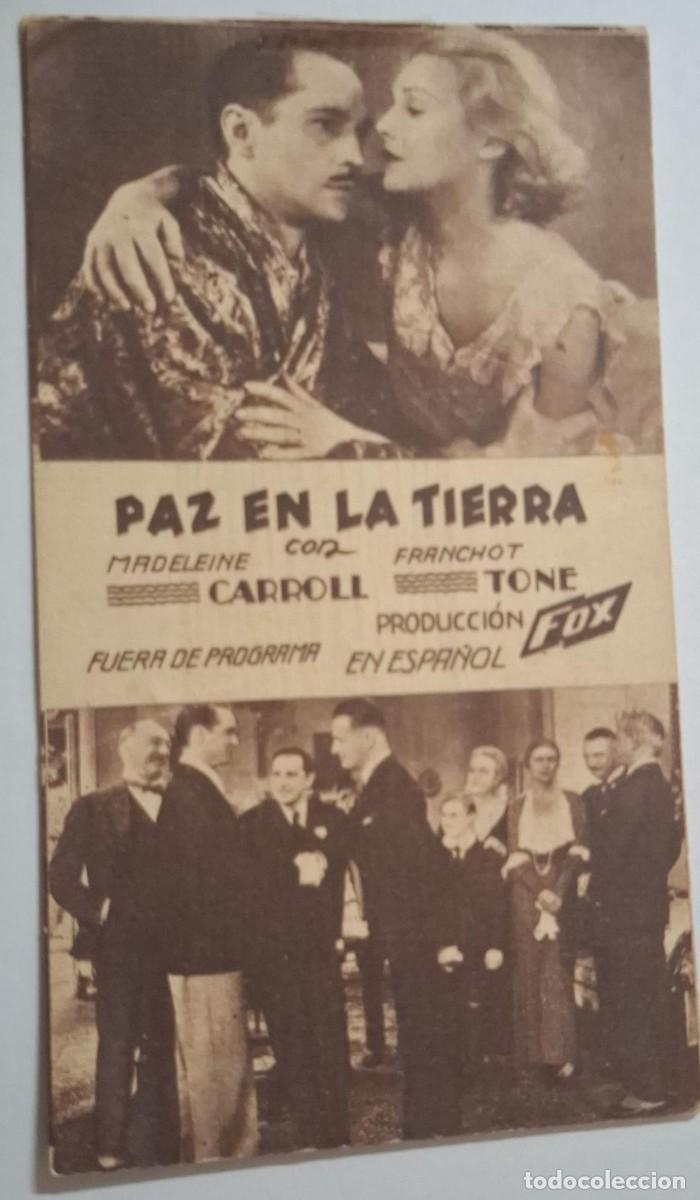 PAZ EN LA TIERRA
con
MADELEINE CARROLL
FRANCHOT TONE
PRODUCCIÓN FOX
FUERA DE PROGRAMA EN ESPAÑOL
todocoleccion